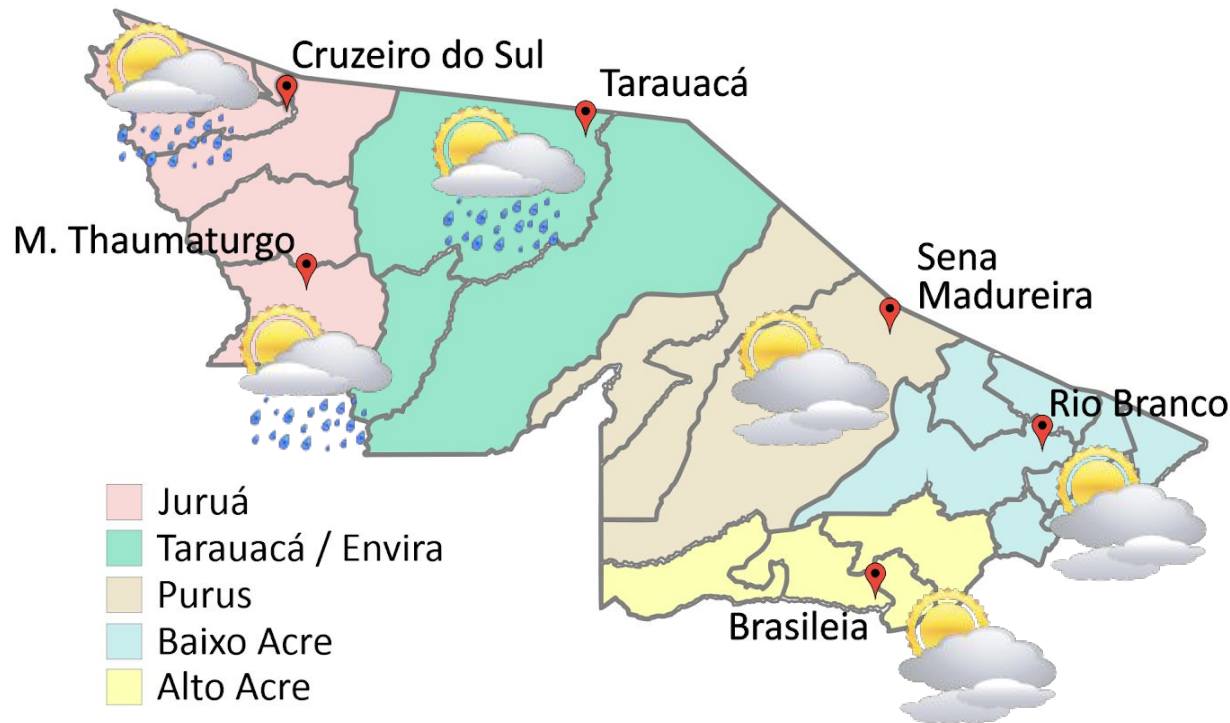 Cruzeiro do Sul
Tarauacá
M. Thaumaturgo
Sena
Madureira
Rio Branco
Brasileia
Juruá
Tarauacá / Envira
Purus
Baixo Acre
Alto Acre